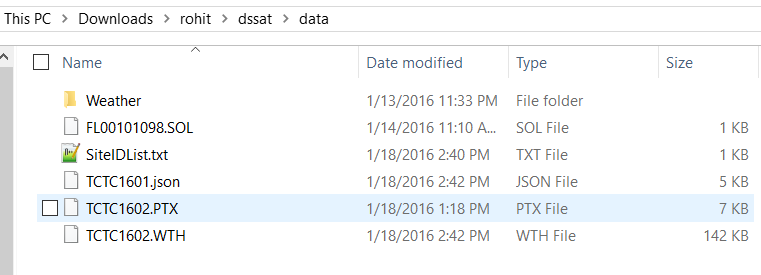 This PC > Downloads > rohit > dssat > data
Name Date modified Type Size
Weather 1/13/2016 11:33 PM File folder
FL00101098.SOL 1/14/2016 11:10 A... SOL File 1 KB
SiteIDList.txt 1/18/2016 2:40 PM TXT File 1 KB
TCTC1601.json 1/18/2016 2:42 PM JSON File 5 KB
TCTC1602.PTX 1/18/2016 1:18 PM PTX File 7 KB
TCTC1602.WTH 1/18/2016 2:42 PM WTH File 142 KB